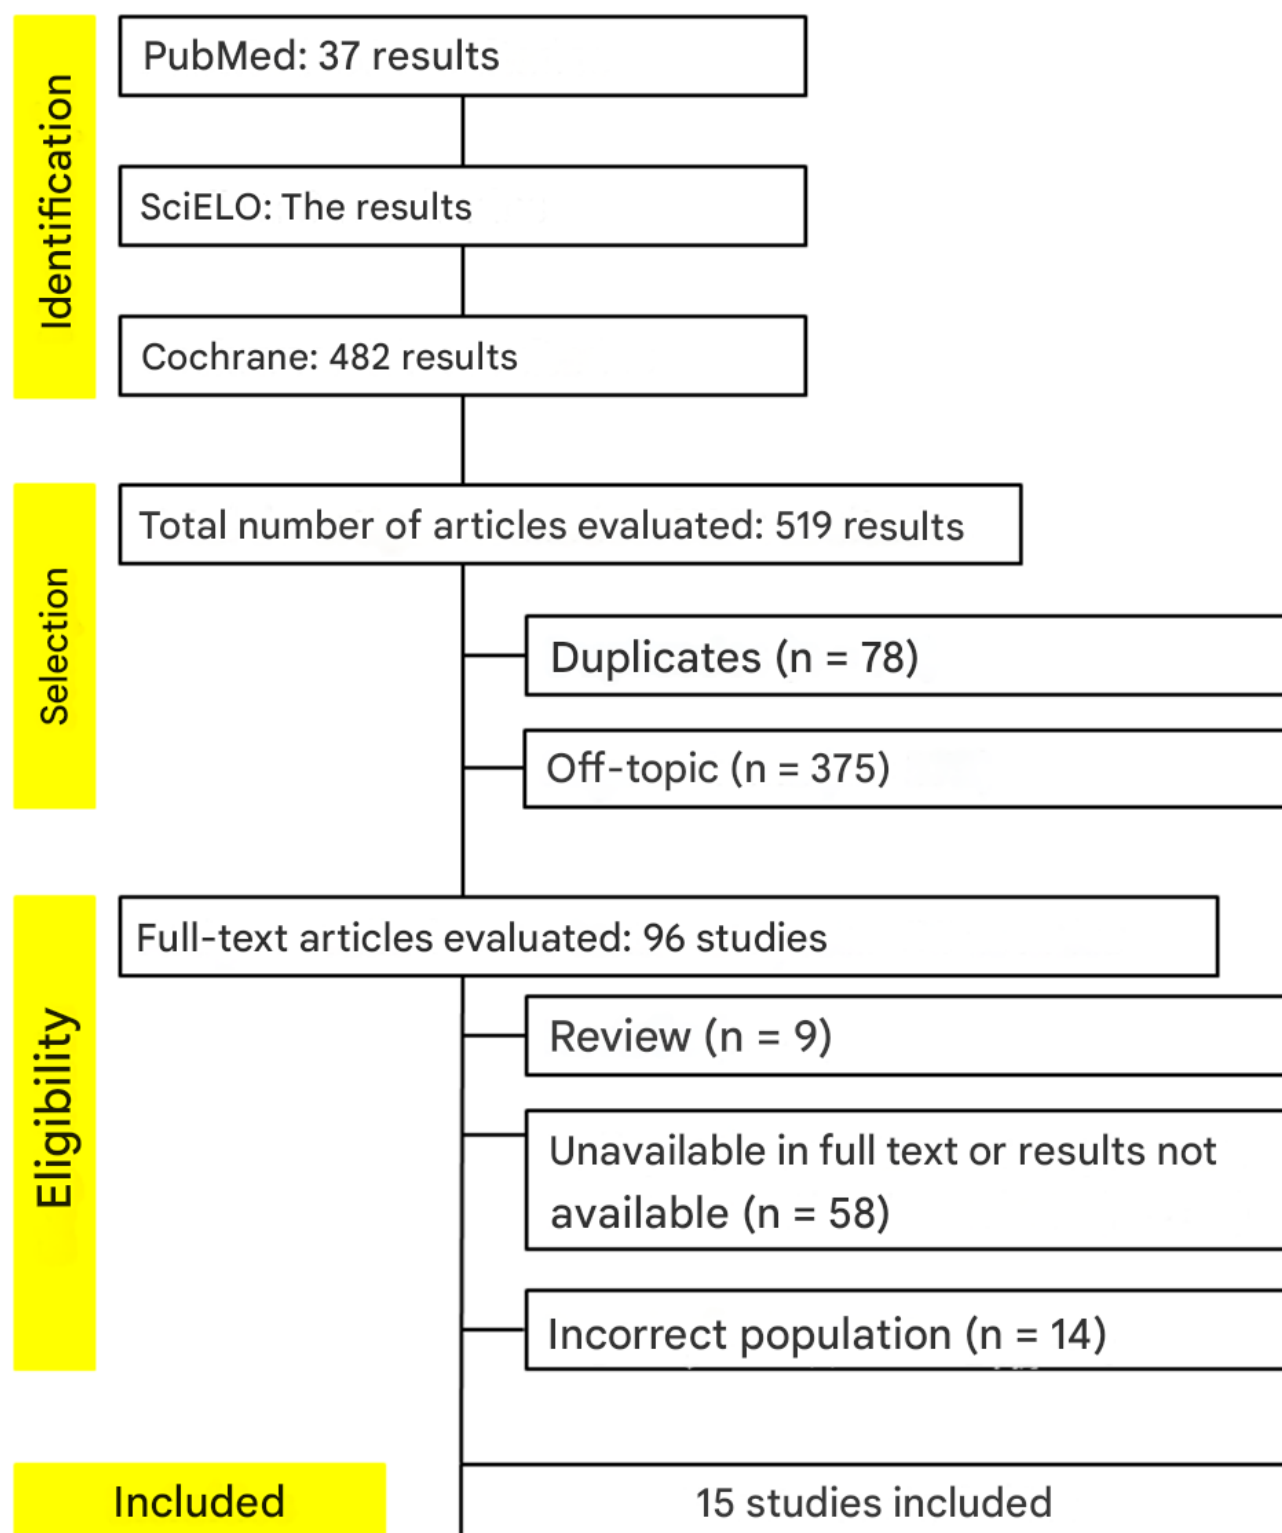 Identification
PubMed: 37 results
SciELO: The results
Cochrane: 482 results
Selection
Total number of articles evaluated: 519 results
Duplicates (n = 78)
Off-topic (n = 375)
Eligibility
Full-text articles evaluated: 96 studies
Review (n = 9)
Unavailable in full text or results not
available (n = 58)
Incorrect population (n = 14)
Included
15 studies included